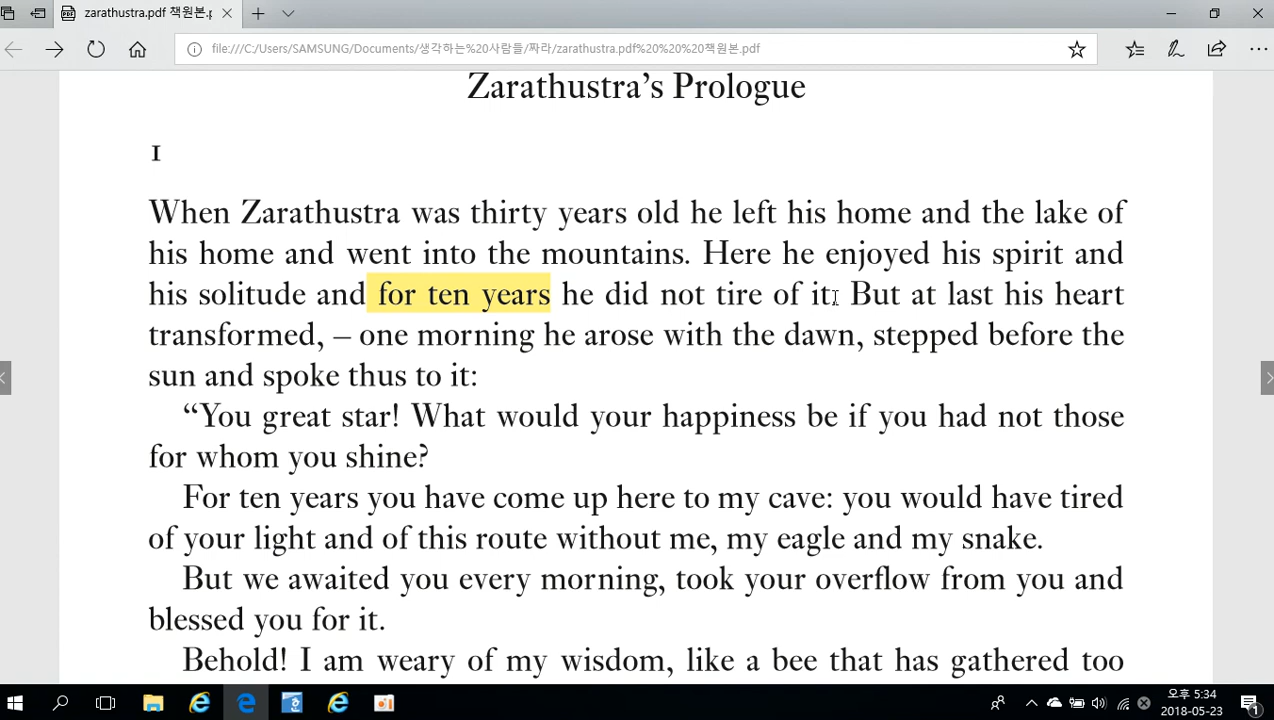 zarathustra.pdf 책원본.p
file:///C:/Users/SAMSUNG/Documents/생각하는%20사람들/짜라/zarathustra.pdf%20%20%20책원본.pdf
Zarathustra’s Prologue
I
When Zarathustra was thirty years old he left his home and the lake of
his home and went into the mountains. Here he enjoyed his spirit and
his solitude and for ten years he did not tire of it. But at last his heart
transformed, – one morning he arose with the dawn, stepped before the
sun and spoke thus to it:
“You great star! What would your happiness be if you had not those
for whom you shine?
For ten years you have come up here to my cave: you would have tired
of your light and of this route without me, my eagle and my snake.
But we awaited you every morning, took your overflow from you and
blessed you for it.
Behold! I am weary of my wisdom, like a bee that has gathered too
오후 5:34
2018-05-23
1